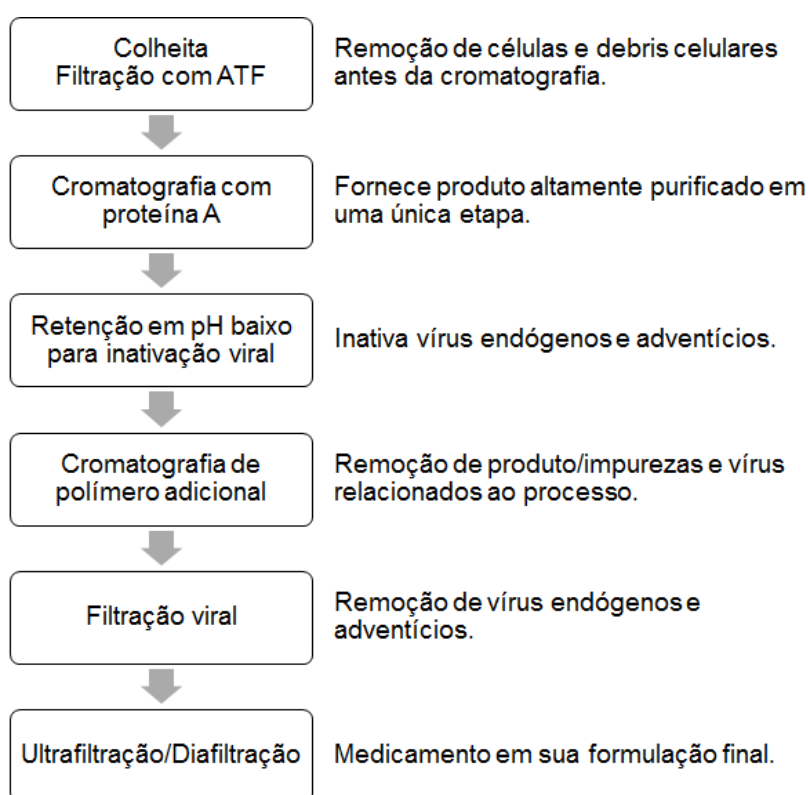 Colheita
Filtração com ATF
Remoção de células e debris celulares
antes da cromatografia.
Cromatografia com
proteína A
Fornece produto altamente purificado em
uma única etapa.
Retenção em pH baixo
para inativação viral
Inativa vírus endógenos e adventícios.
Cromatografia de
polímero adicional
Remoção de produto/impurezas e vírus
relacionados ao processo.
Filtração viral
Remoção de vírus endógenos e
adventícios.
Ultrafiltração/Diafiltração
Medicamento em sua formulação final.